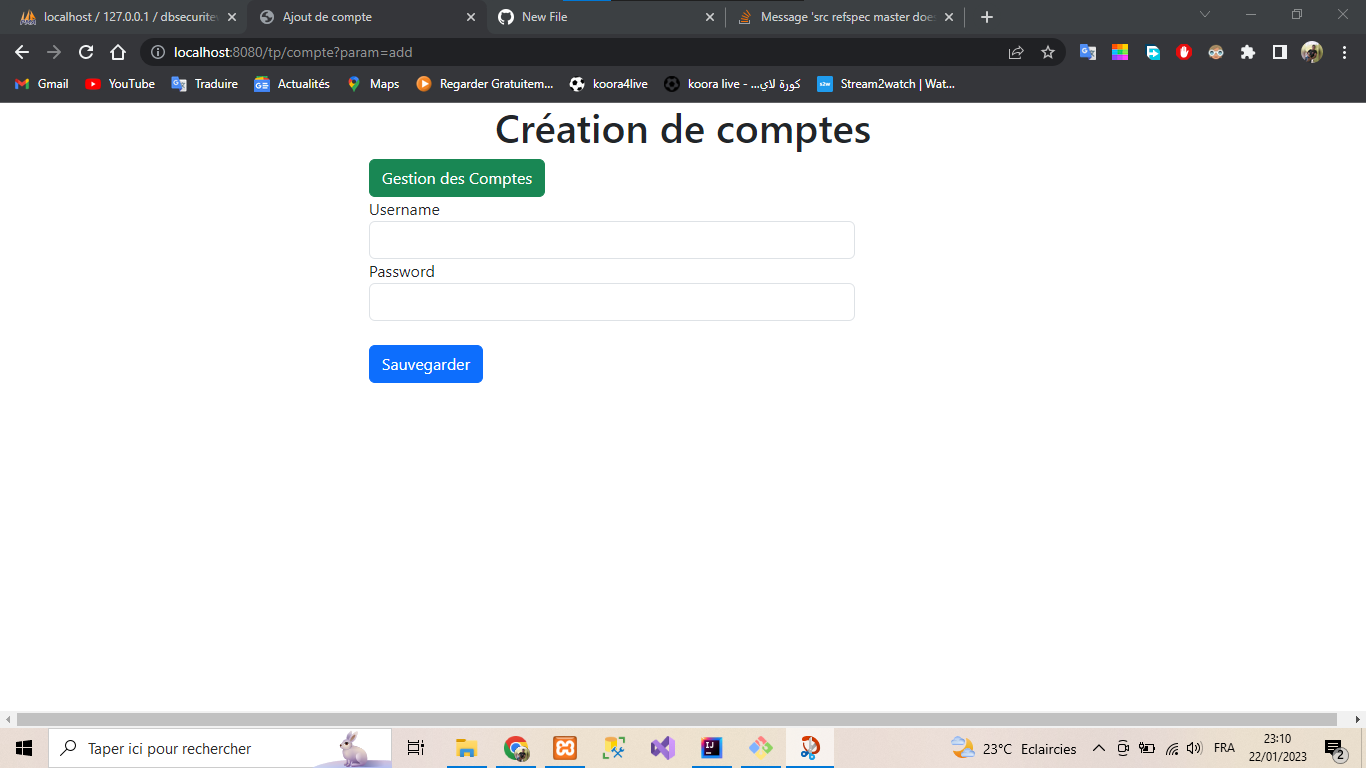 localhost / 127.0.0.1 / dbsecurite
Ajout de compte
New File
Message 'src refspec master doe
localhost:8080/tp/compte?param=add
Gmail
YouTube
Traduire
Actualités
Maps
Regarder Gratuitem...
koora4live
koora live - كورة لاي...
Stream2watch | Wat...
Création de comptes
Gestion des Comptes
Username
Password
Sauvegarder
Taper ici pour rechercher
23°C Eclaircies
FRA
23:10
22/01/2023
2